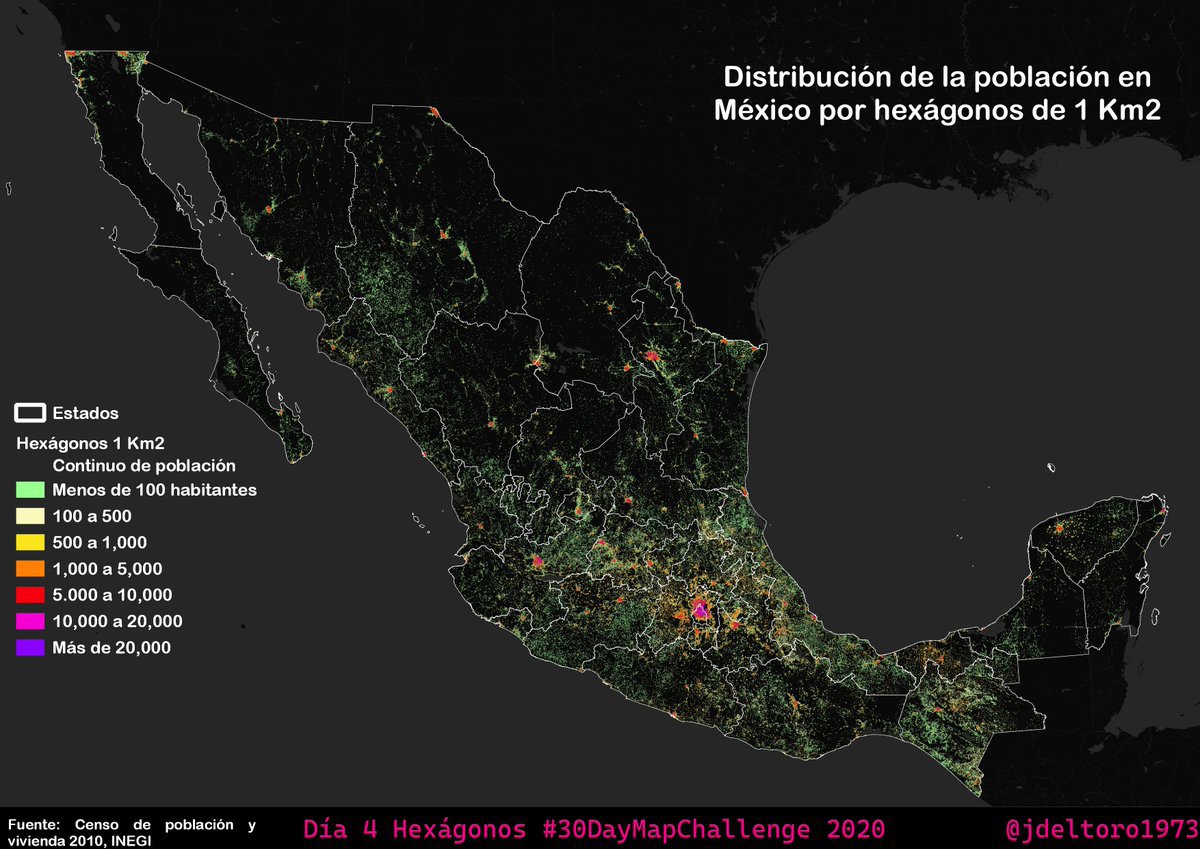 Distribución de la población en
México por hexágonos de 1 Km2
Estados
Hexágonos 1 Km2
Continuo de población
Menos de 100 habitantes
100 a 500
500 a 1,000
1,000 a 5,000
5.000 a 10,000
10,000 a 20,000
Más de 20,000
Fuente: Censo de población y
vivienda 2010, INEGI
Día 4 Hexágonos #30DayMapChallenge 2020
@jdeltoro1973